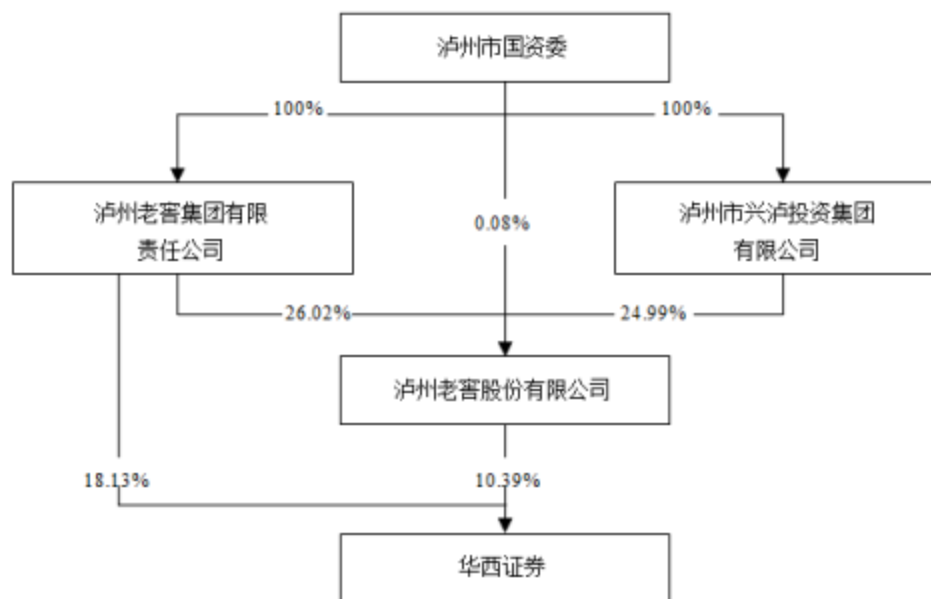 泸州市国资委
100%
100%
泸州老窖集团有限
责任公司
0.08%
泸州市兴泸投资集团
有限公司
26.02%
24.99%
泸州老窖股份有限公司
18.13%
10.39%
华西证券